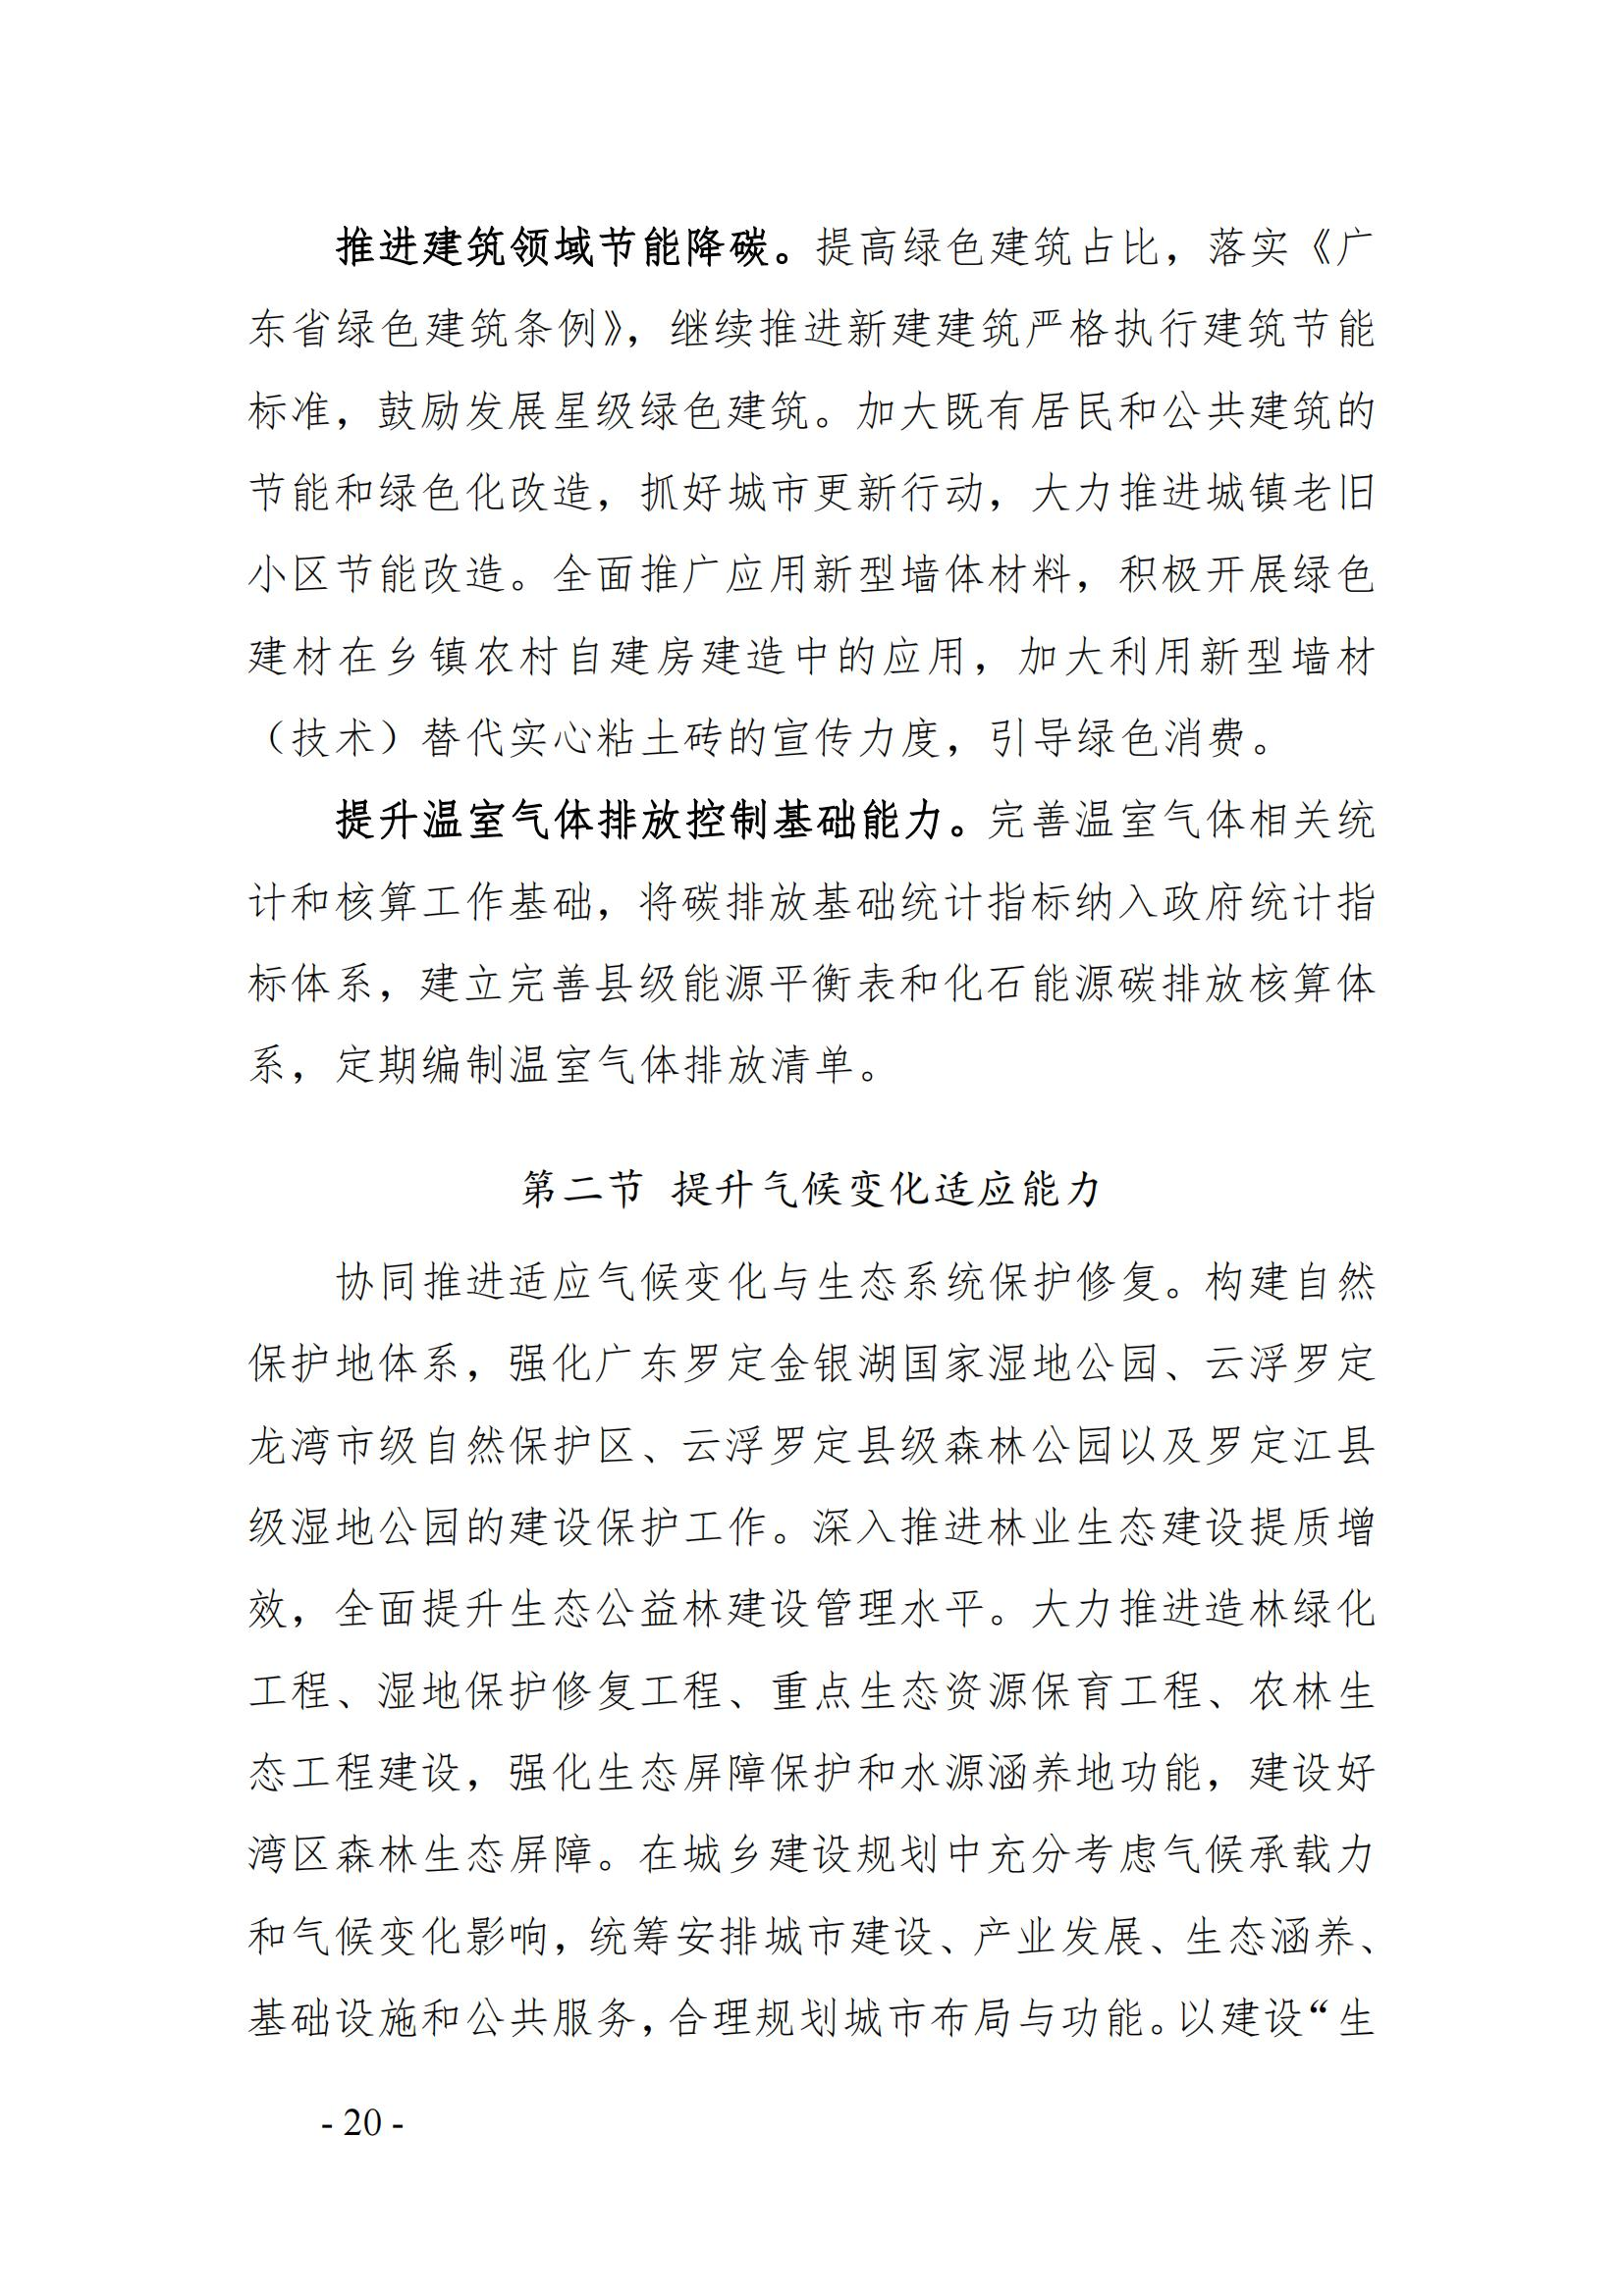 推进建筑领域节能降碳。提高绿色建筑占比，落实《广
东省绿色建筑条例》，继续推进新建建筑严格执行建筑节能
标准，鼓励发展星级绿色建筑。加大既有居民和公共建筑的
节能和绿色化改造，抓好城市更新行动，大力推进城镇老旧
小区节能改造。全面推广应用新型墙体材料，积极开展绿色
建材在乡镇农村自建房建造中的应用，加大利用新型墙材
（技术）替代实心粘土砖的宣传力度，引导绿色消费。
提升温室气体排放控制基础能力。完善温室气体相关统
计和核算工作基础，将碳排放基础统计指标纳入政府统计指
标体系，建立完善县级能源平衡表和化石能源碳排放核算体
系，定期编制温室气体排放清单。
第二节 提升气候变化适应能力
协同推进适应气候变化与生态系统保护修复。构建自然
保护地体系，强化广东罗定金银湖国家湿地公园、云浮罗定
龙湾市级自然保护区、云浮罗定县级森林公园以及罗定江县
级湿地公园的建设保护工作。深入推进林业生态建设提质增
效，全面提升生态公益林建设管理水平。大力推进造林绿化
工程、湿地保护修复工程、重点生态资源保育工程、农林生
态工程建设，强化生态屏障保护和水源涵养地功能，建设好
湾区森林生态屏障。在城乡建设规划中充分考虑气候承载力
和气候变化影响，统筹安排城市建设、产业发展、生态涵养、
基础设施和公共服务，合理规划城市布局与功能。以建设“生
- 20 -